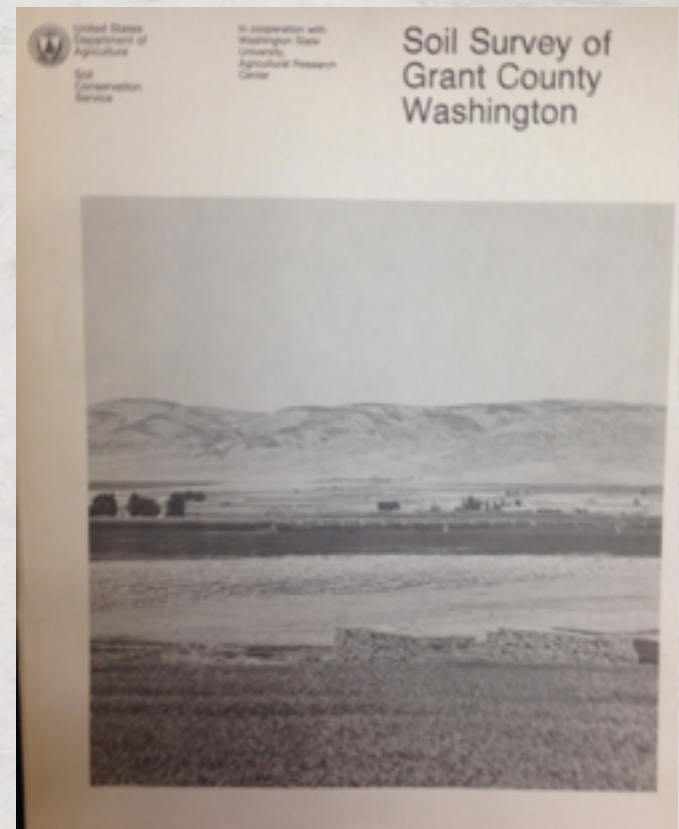 United States
Department of
Agriculture
Soil
Conservation
Service
In cooperation with
Washington State
University,
Agricultural Research
Center
Soil Survey of
Grant County
Washington